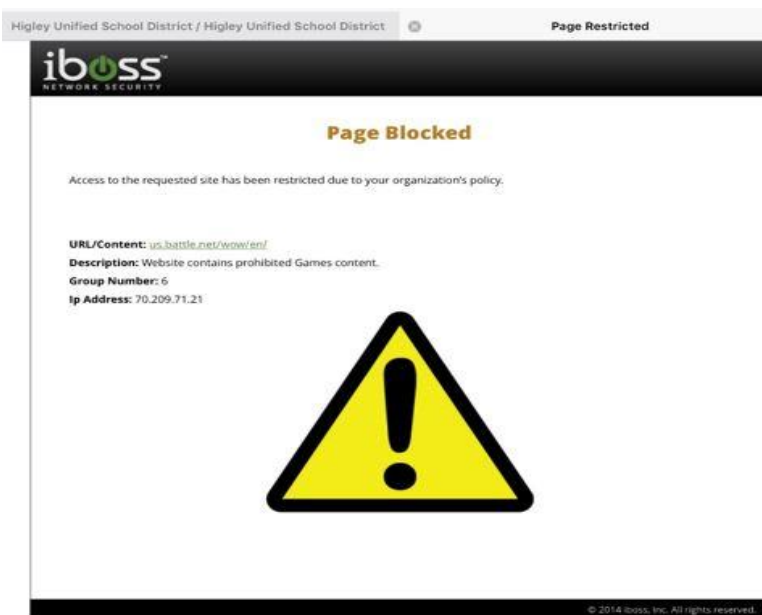 Higley Unified School District / Higley Unified School District
Page Restricted
iboss™
NETWORK SECURITY
Page Blocked
Access to the requested site has been restricted due to your organization's policy.
URL/Content: us.battle.net/wow/en/
Description: Website contains prohibited Games content.
Group Number: 6
Ip Address: 70.209.71.21
!
© 2014 iboss, Inc. All rights reserved.